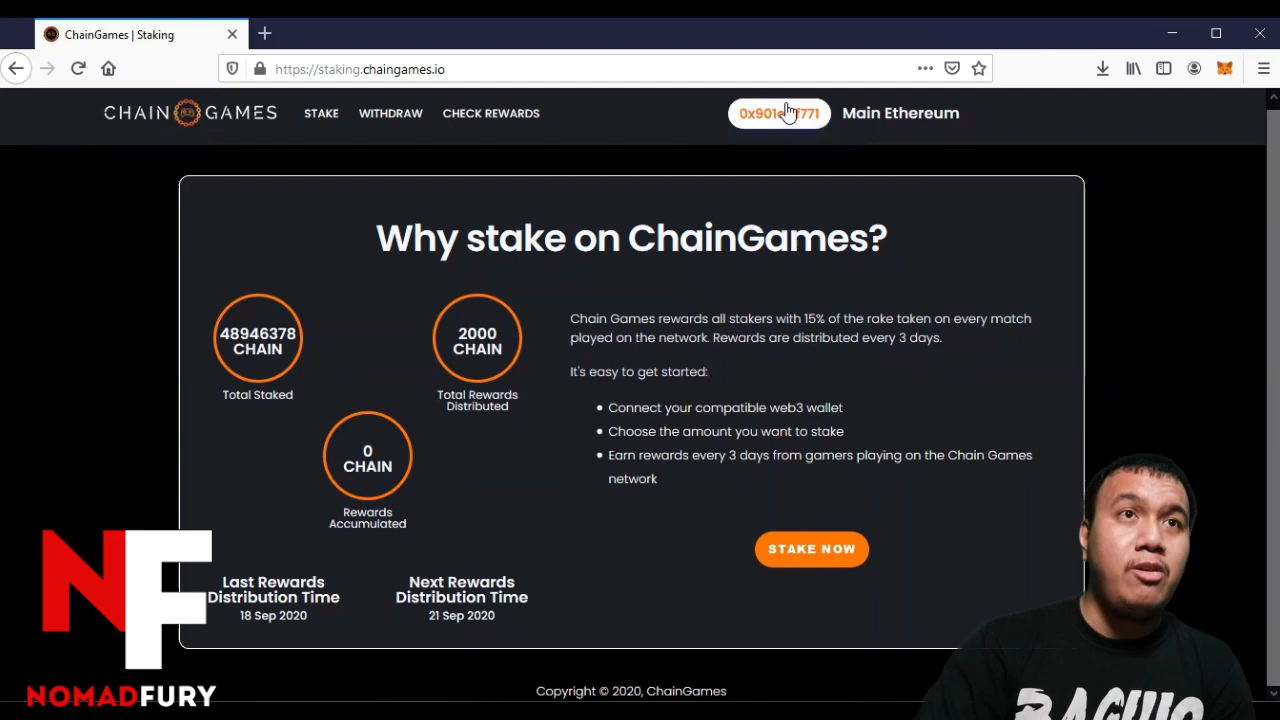 ChainGames | Staking
https://staking.chaingames.io
CHAIN GAMES
STAKE
WITHDRAW
CHECK REWARDS
Main Ethereum
Why stake on ChainGames?
48946378
CHAIN
Total Staked
2000
CHAIN
Total Rewards
Distributed
0
CHAIN
Rewards
Accumulated
Last Rewards
Distribution Time
18 Sep 2020
Next Rewards
Distribution Time
21 Sep 2020
Chain Games rewards all stakers with 15% of the rake taken on every match
played on the network. Rewards are distributed every 3 days.
It's easy to get started:
• Connect your compatible web3 wallet
• Choose the amount you want to stake
• Earn rewards every 3 days from gamers playing on the Chain Games
network
STAKE NOW
Copyright © 2020, ChainGames
NF
NOMADFURY
BAGUIO